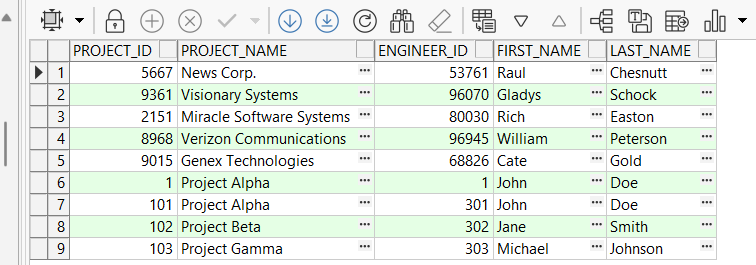 PROJECT_ID PROJECT_NAME ENGINEER_ID FIRST_NAME LAST_NAME
1 5667 News Corp. ... 53761 Raul ... Chesnutt ...
2 9361 Visionary Systems ... 96070 Gladys ... Schock ...
3 2151 Miracle Software Systems ... 80030 Rich ... Easton ...
4 8968 Verizon Communications ... 96945 William ... Peterson ...
5 9015 Genex Technologies ... 68826 Cate ... Gold ...
6 1 Project Alpha ... 1 John ... Doe ...
7 101 Project Alpha ... 301 John ... Doe ...
8 102 Project Beta ... 302 Jane ... Smith ...
9 103 Project Gamma ... 303 Michael ... Johnson ...